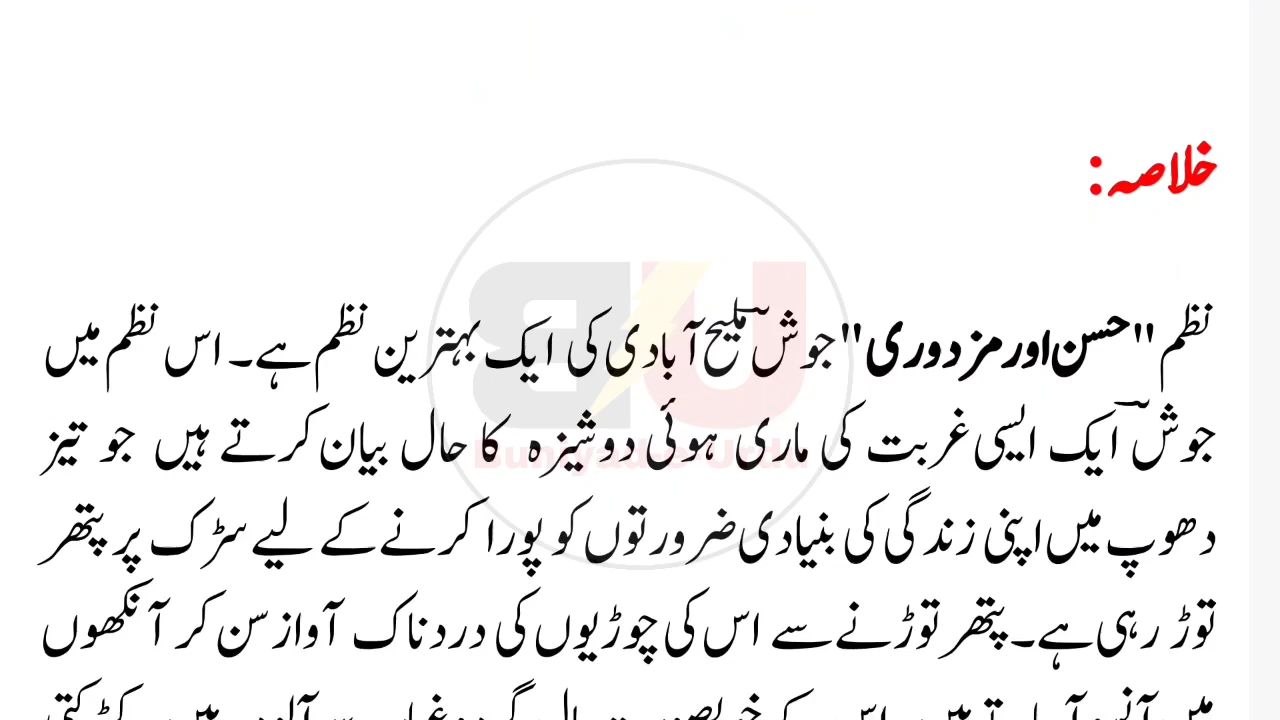 خلاصہ:
نظم "حسن اور مزدوری" جوشؔ ملیح آبادی کی ایک بہترین نظم ہے۔ اس نظم میں
جوشؔ ایک ایسی غربت کی ماری ہوئی دوشیزہ کا حال بیان کرتے ہیں جو تیز
دھوپ میں اپنی زندگی کی بنیادی ضرورتوں کو پورا کرنے کے لیے سڑک پر پتھر
توڑ رہی ہے۔ پتھر توڑنے سے اس کی چوڑیوں کی دردناک آواز سن کر آنکھوں
BU